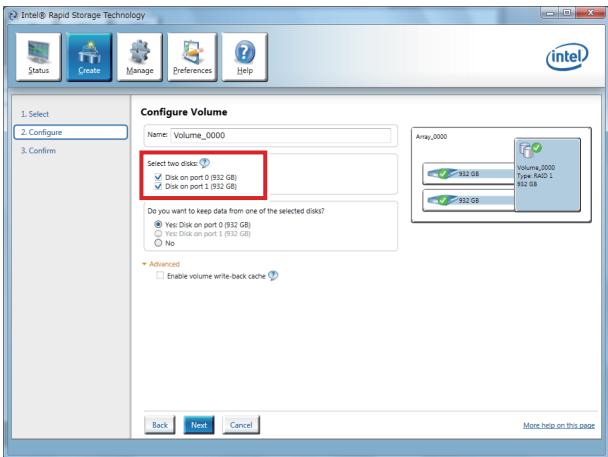 Intel® Rapid Storage Technology
Status
Create
Manage
Preferences
Help
intel
1. Select
2. Configure
3. Confirm
Configure Volume
Name: Volume_0000
Select two disks:
Disk on port 0 (932 GB)
Disk on port 1 (932 GB)
Do you want to keep data from one of the selected disks?
Yes: Disk on port 0 (932 GB)
Yes: Disk on port 1 (932 GB)
No
Advanced
Enable volume write-back cache
Array_0000
932 GB
932 GB
Volume_0000
Type: RAID 1
932 GB
Back
Next
Cancel
More help on this page